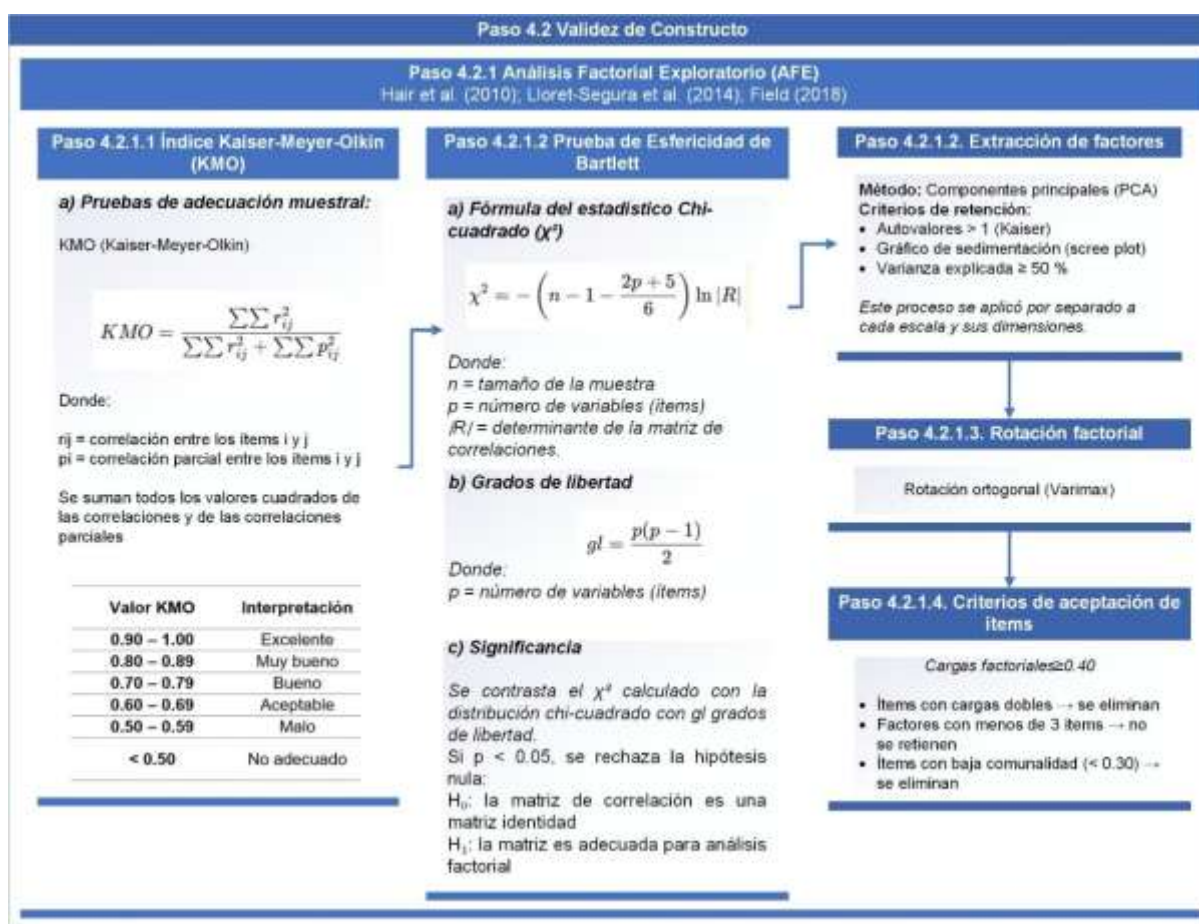 Paso 4.2 Validez de Constructo
Paso 4.2.1 Análisis Factorial Exploratorio (AFE)
Hair et al. (2010); Lloret-Segura et al. (2014); Field (2018)
Paso 4.2.1.1 Índice Kaiser-Meyer-Olkin
(KMO)
a) Pruebas de adecuación muestral:
KMO (Kaiser-Meyer-Olkin)
KMO = ∑∑ r²ij / (∑∑ r²ij + ∑∑ p²ij)
Donde:
rij = correlación entre los ítems i y j
pi = correlación parcial entre los ítems i y j
Se suman todos los valores cuadrados de
las correlaciones y de las correlaciones
parciales
Valor KMO Interpretación
0.90 – 1.00 Excelente
0.80 – 0.89 Muy bueno
0.70 – 0.79 Bueno
0.60 – 0.69 Aceptable
0.50 – 0.59 Malo
< 0.50 No adecuado
Paso 4.2.1.2 Prueba de Esfericidad de
Bartlett
a) Fórmula del estadístico Chi-
cuadrado (χ²)
χ² = − (n − 1 − (2p + 5)/6) ln |R|
Donde:
n = tamaño de la muestra
p = número de variables (ítems)
|R| = determinante de la matriz de
correlaciones.
b) Grados de libertad
gl = p(p − 1)/2
Donde:
p = número de variables (ítems)
c) Significancia
Se contrasta el χ² calculado con la
distribución chi-cuadrado con gl grados
de libertad.
Si p < 0.05, se rechaza la hipótesis
nula:
H₀: la matriz de correlación es una
matriz identidad
H₁: la matriz es adecuada para análisis
factorial
Paso 4.2.1.2. Extracción de factores
Método: Componentes principales (PCA)
Criterios de retención:
• Autovalores > 1 (Kaiser)
• Gráfico de sedimentación (scree plot)
• Varianza explicada ≥ 50 %
Este proceso se aplicó por separado a
cada escala y sus dimensiones.
Paso 4.2.1.3. Rotación factorial
Rotación ortogonal (Varimax)
Paso 4.2.1.4. Criterios de aceptación de
ítems
Cargas factoriales≥0.40
• Ítems con cargas dobles → se eliminan
• Factores con menos de 3 ítems → no
se retienen
• Ítems con baja comunalidad (< 0.30) →
se eliminan